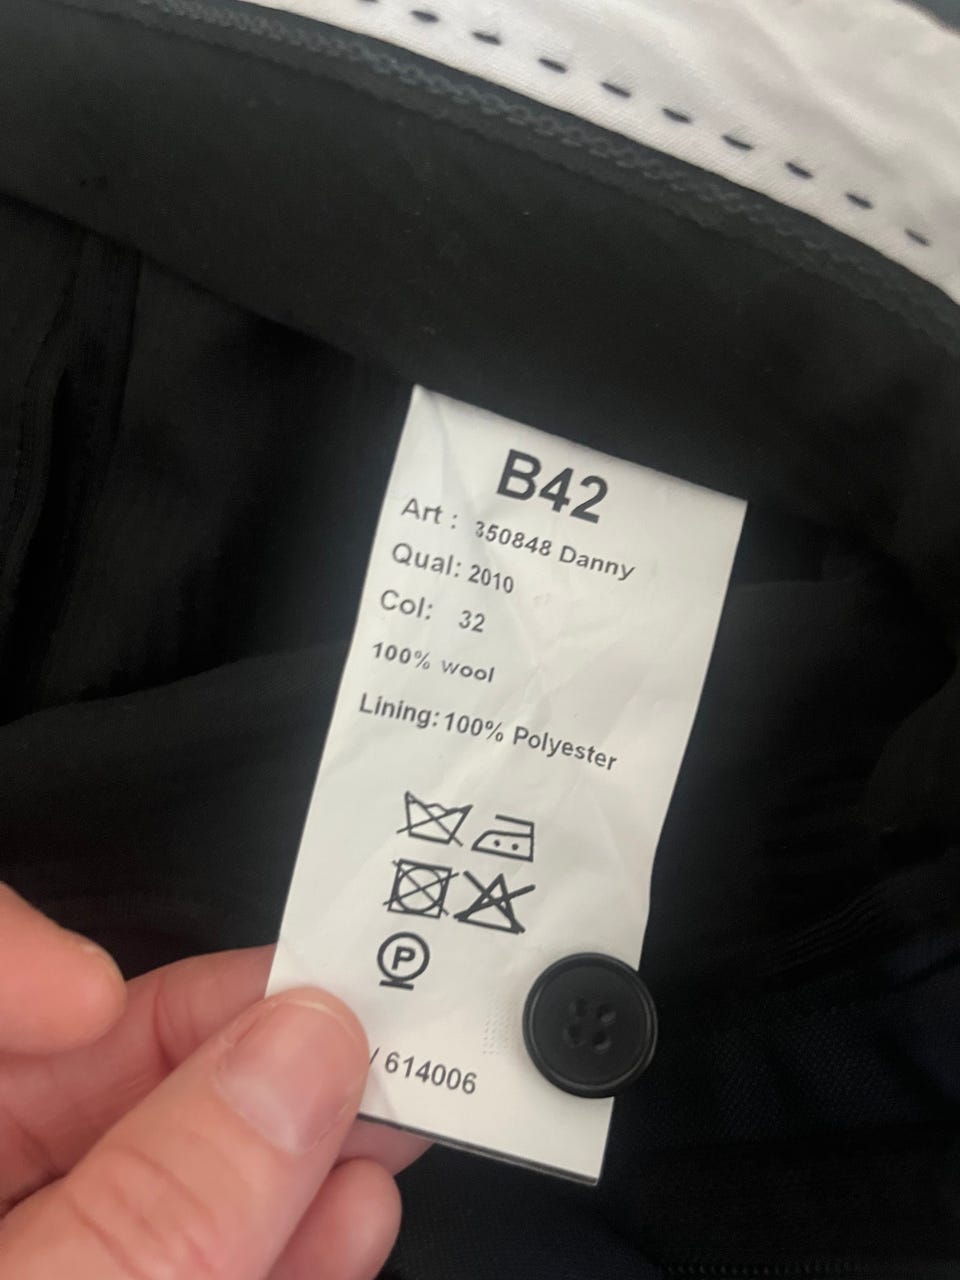 B42
Art : 350848 Danny
Qual: 2010
Col: 32
100% wool
Lining: 100% Polyester
P
/ 614006